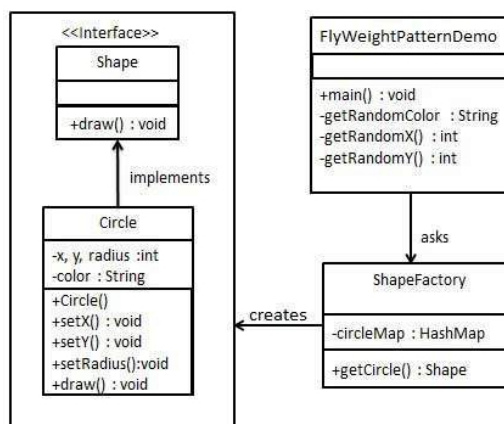 <<Interface>>
Shape
+draw() : void
implements
Circle
-x, y, radius :int
-color : String
+Circle()
+setX() : void
+setY() : void
+setRadius():void
+draw() : void
FlyWeightPatternDemo
+main() : void
-getRandomColor : String
-getRandomX() : int
-getRandomY() : int
asks
ShapeFactory
-circleMap : HashMap
+getCircle() : Shape
creates